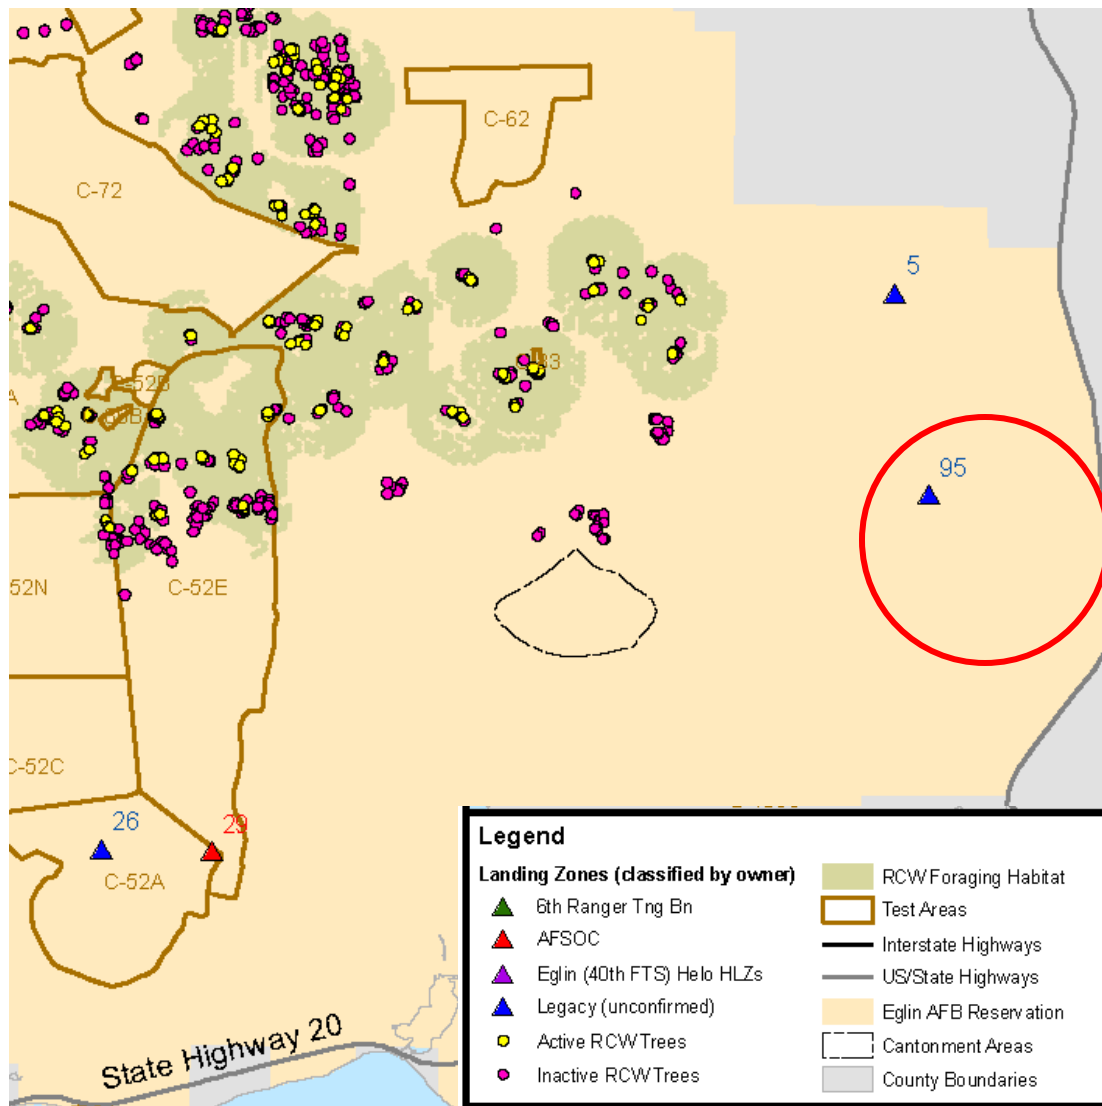 C-62
C-72
5
C-52B
A
95
52N
C-52E
C-52C
26
29
C-52A
State Highway 20
Legend
Landing Zones (classified by owner)
6th Ranger Tng Bn
AFSOC
Eglin (40th FTS) Helo HLZs
Legacy (unconfirmed)
Active RCW Trees
Inactive RCW Trees
RCW Foraging Habitat
Test Areas
Interstate Highways
US/State Highways
Eglin AFB Reservation
Cantonment Areas
County Boundaries